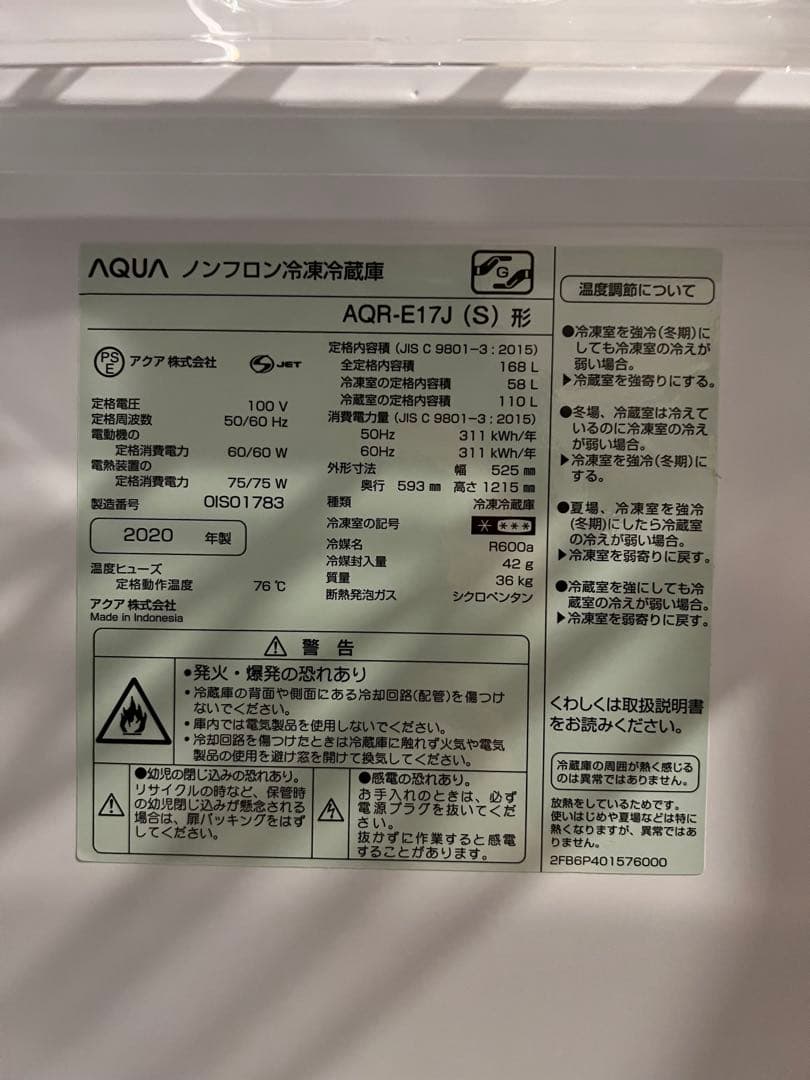 AQUA ノンフロン冷凍冷蔵庫
G
AQR-E17J (S) 形
PS
E
アクア 株式会社
S JET
定格電圧 100 V
定格周波数 50/60 Hz
電動機の
定格消費電力 60/60 W
電熱装置の
定格消費電力 75/75 W
製造番号 OIS01783
2020 年製
温度ヒューズ
定格動作温度 76 ℃
アクア 株式会社
Made in Indonesia
定格内容積 (JIS C 9801-3 : 2015)
全定格内容積 168 L
冷凍室の定格内容積 58 L
冷蔵室の定格内容積 110 L
消費電力量 (JIS C 9801-3 : 2015)
50Hz 311 kWh/年
60Hz 311 kWh/年
外形寸法 幅 525 ㎜
奥行 593 ㎜ 高さ 1215 ㎜
種類 冷凍冷蔵庫
冷凍室の記号 * ***
冷媒名 R600a
冷媒封入量 42 g
質量 36 kg
断熱発泡ガス シクロペンタン
⚠ 警告
●発火・爆発の恐れあり
・冷蔵庫の背面や側面にある冷却回路(配管)を傷つけ
ないでください。
・庫内では電気製品を使用しないでください。
・冷却回路を傷つけたときは冷蔵庫に触れず火気や電気
製品の使用を避け窓を開けて換気してください。
●幼児の閉じ込みの恐れあり。
リサイクルの時など、保管時
の幼児閉じ込みが懸念される
場合は、扉パッキングをはず
してください。
●感電の恐れあり。
お手入れのときは、必ず
電源プラグを抜いてくだ
さい。
抜かずに作業すると感電
することがあります。
温度調節について
●冷凍室を強冷(冬期)に
しても冷凍室の冷えが
弱い場合。
▶冷蔵室を強寄りにする。
●冬場、冷蔵室は冷えて
いるのに冷凍室の冷え
が弱い場合。
▶冷凍室を強冷(冬期)に
する。
●夏場、冷凍室を強冷
(冬期)にしたら冷蔵室
の冷えが弱い場合。
▶冷凍室を弱寄りに戻す。
●冷蔵室を強にしても冷
蔵室の冷えが弱い場合。
▶冷凍室を弱寄りに戻す。
くわしくは取扱説明書
をお読みください。
冷蔵庫の周囲が熱く感じる
のは異常ではありません。
放熱をしているためです。
使いはじめや夏場などは特に
熱くなりますが、異常ではあ
りません。
2FB6P401576000